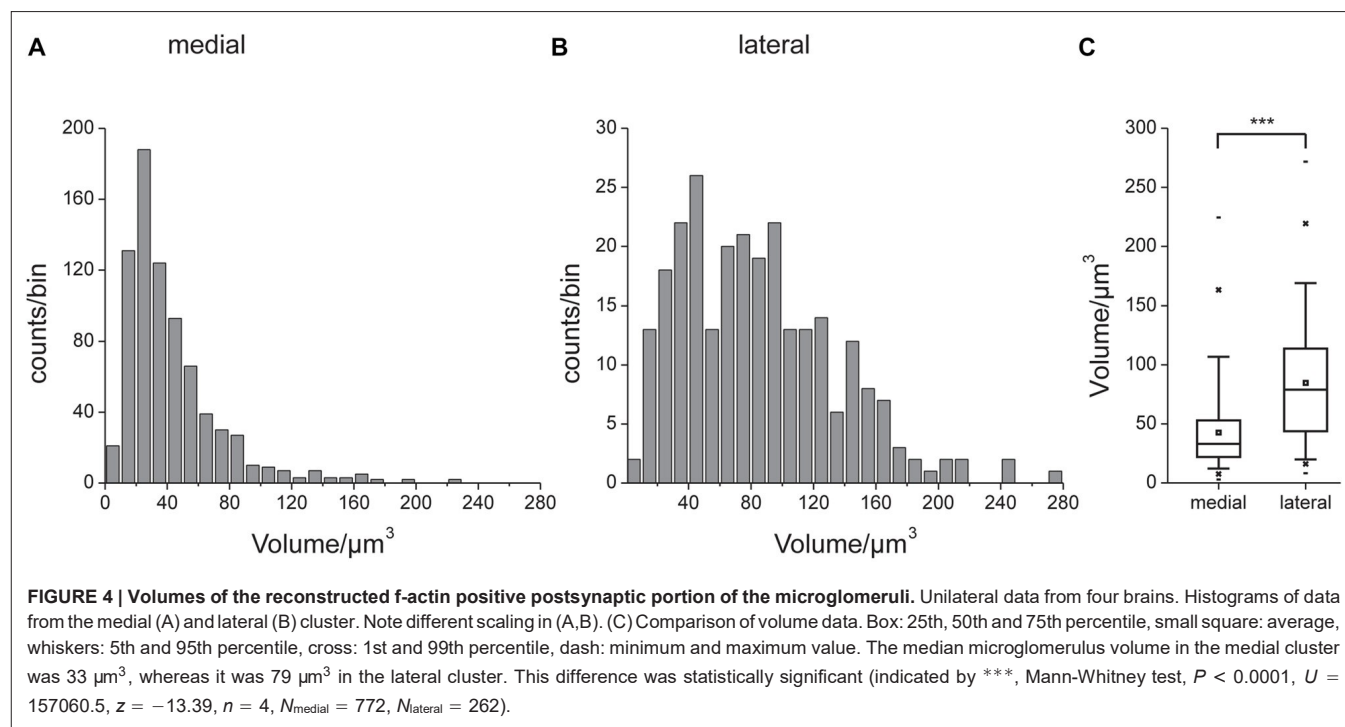 A medial B lateral C
200
160
120
80
40
0
counts/bin
0 40 80 120 160 200 240 280
Volume/µm³
30
25
20
15
10
5
0
counts/bin
40 80 120 160 200 240 280
Volume/µm³
***
300
250
200
150
100
50
0
Volume/µm³
medial lateral
FIGURE 4 | Volumes of the reconstructed f-actin positive postsynaptic portion of the microglomeruli. Unilateral data from four brains. Histograms of data
from the medial (A) and lateral (B) cluster. Note different scaling in (A,B). (C) Comparison of volume data. Box: 25th, 50th and 75th percentile, small square: average,
whiskers: 5th and 95th percentile, cross: 1st and 99th percentile, dash: minimum and maximum value. The median microglomerulus volume in the medial cluster
was 33 µm³, whereas it was 79 µm³ in the lateral cluster. This difference was statistically significant (indicated by ***, Mann-Whitney test, P < 0.0001, U =
157060.5, z = −13.39, n = 4, Nmedial = 772, Nlateral = 262).